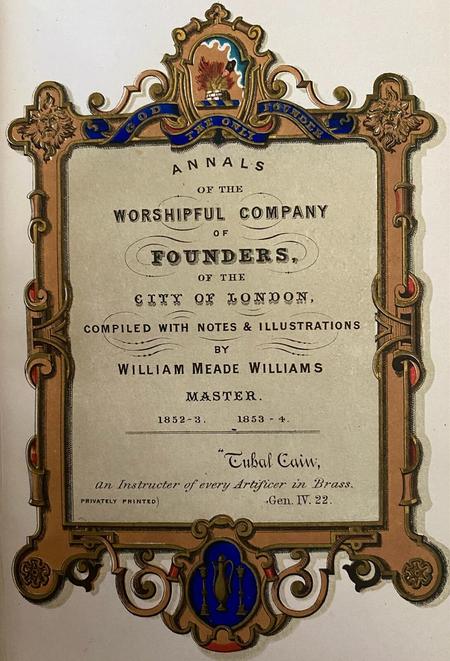 GOD THE ONLY FOUNDER
ANNALS
OF THE
WORSHIPFUL COMPANY
OF
FOUNDERS,
OF THE
CITY OF LONDON,
COMPILED WITH NOTES & ILLUSTRATIONS
BY
WILLIAM MEADE WILLIAMS
MASTER.
1852-3. 1853-4.
"Tubal Cain,
an Instructer of every Artificer in Brass.
PRIVATELY PRINTED) Gen. IV. 22.